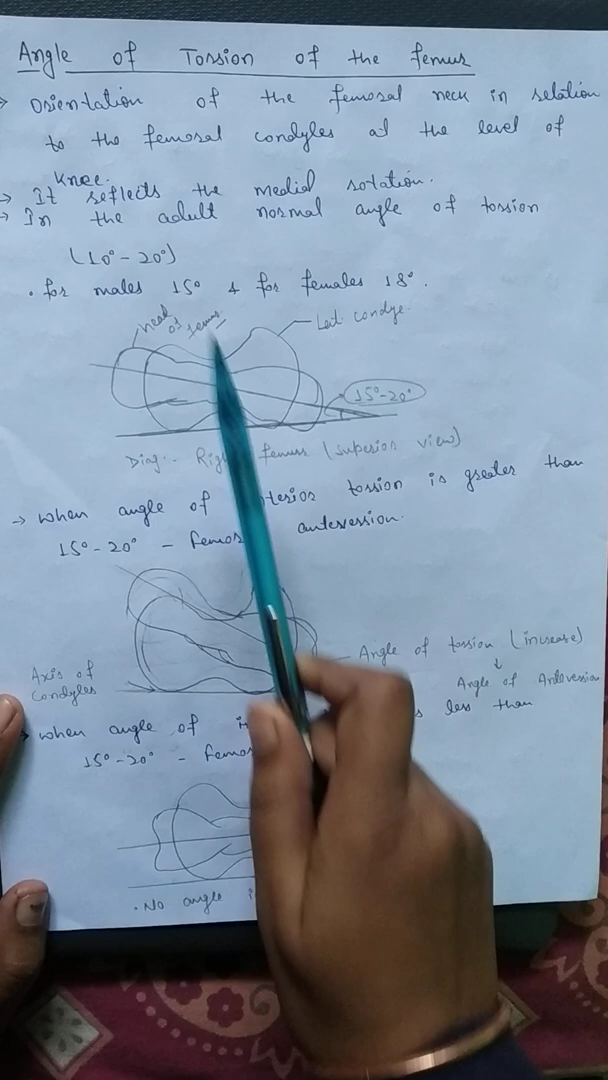 Angle of Torsion of the femur
→ Orientation of the femoral neck in relation
to the femoral condyles at the level of
knee.
→ It reflects the medial rotation.
→ In the adult normal angle of torsion
(10° - 20°)
. for males 15° & for females 18°.
head of femur
Lat. condye.
15°-20°
Diag:- femur (superior view)
→ when angle of torsion is greater than
15° - 20° - anteversion.
Angle of torsion (increase)
↓
Angle of Anteversion
Axis of
Condyles
→ when angle of less than
15°-20° -
. No angle